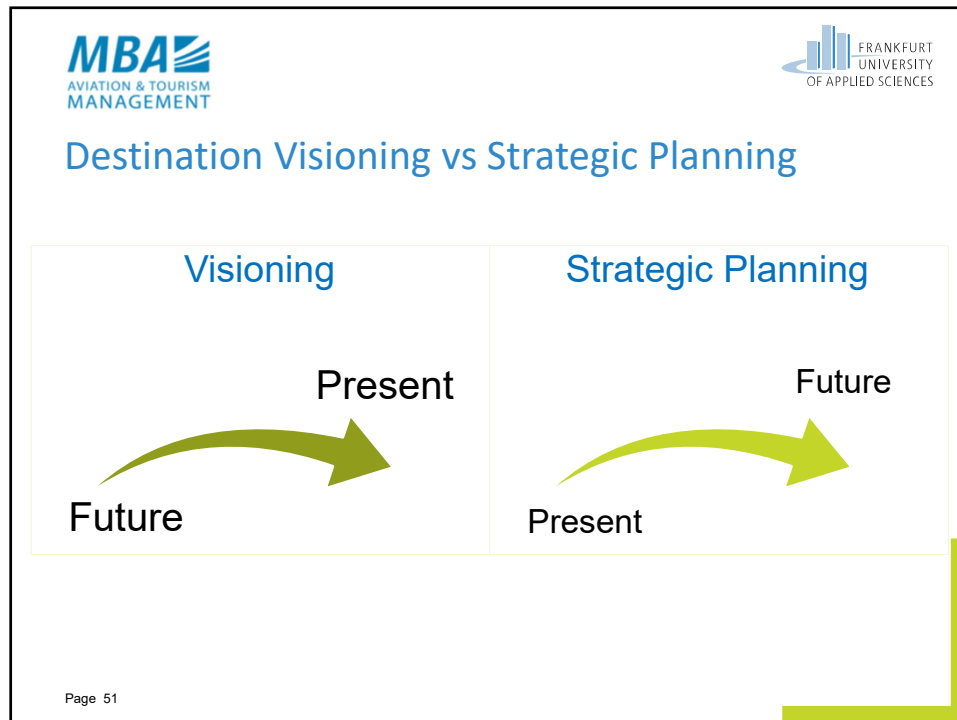 MBA
AVIATION & TOURISM
MANAGEMENT
FRANKFURT
UNIVERSITY
OF APPLIED SCIENCES
Destination Visioning vs Strategic Planning
Visioning
Present
Future
Strategic Planning
Future
Present
Page 51